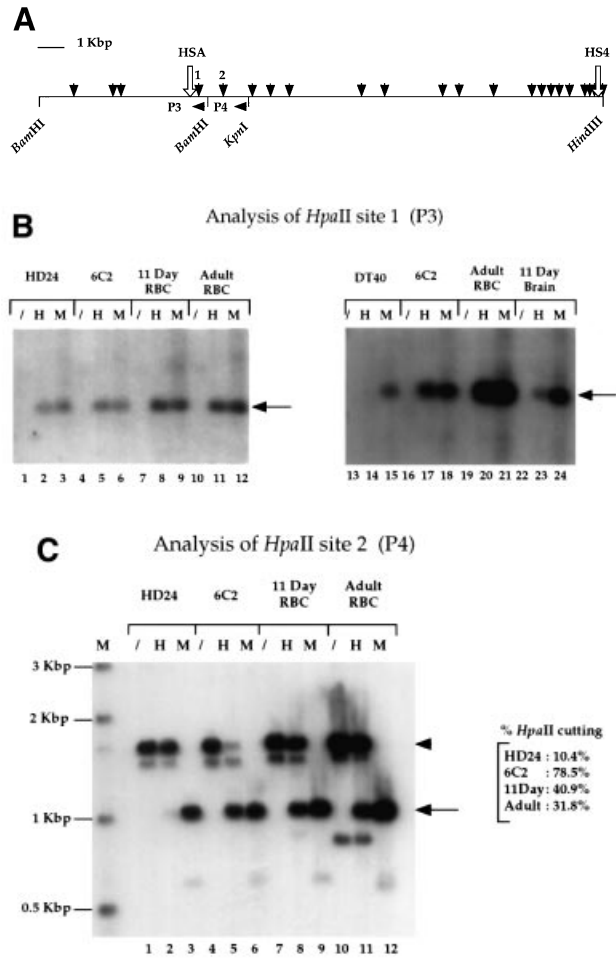 A
1 Kbp
HSA
HS4
1 2
P3 P4
BamHI BamHI KpnI HindIII
Analysis of HpaII site 1 (P3)
B
HD24 6C2 11 Day RBC Adult RBC
/ H M / H M / H M / H M
1 2 3 4 5 6 7 8 9 10 11 12
DT40 6C2 Adult RBC 11 Day Brain
/ H M / H M / H M / H M
13 14 15 16 17 18 19 20 21 22 23 24
C
Analysis of HpaII site 2 (P4)
HD24 6C2 11 Day RBC Adult RBC
M / H M / H M / H M / H M
3 Kbp
2 Kbp
1 Kbp
0.5 Kbp
1 2 3 4 5 6 7 8 9 10 11 12
% HpaII cutting
HD24 : 10.4%
6C2 : 78.5%
11Day : 40.9%
Adult : 31.8%